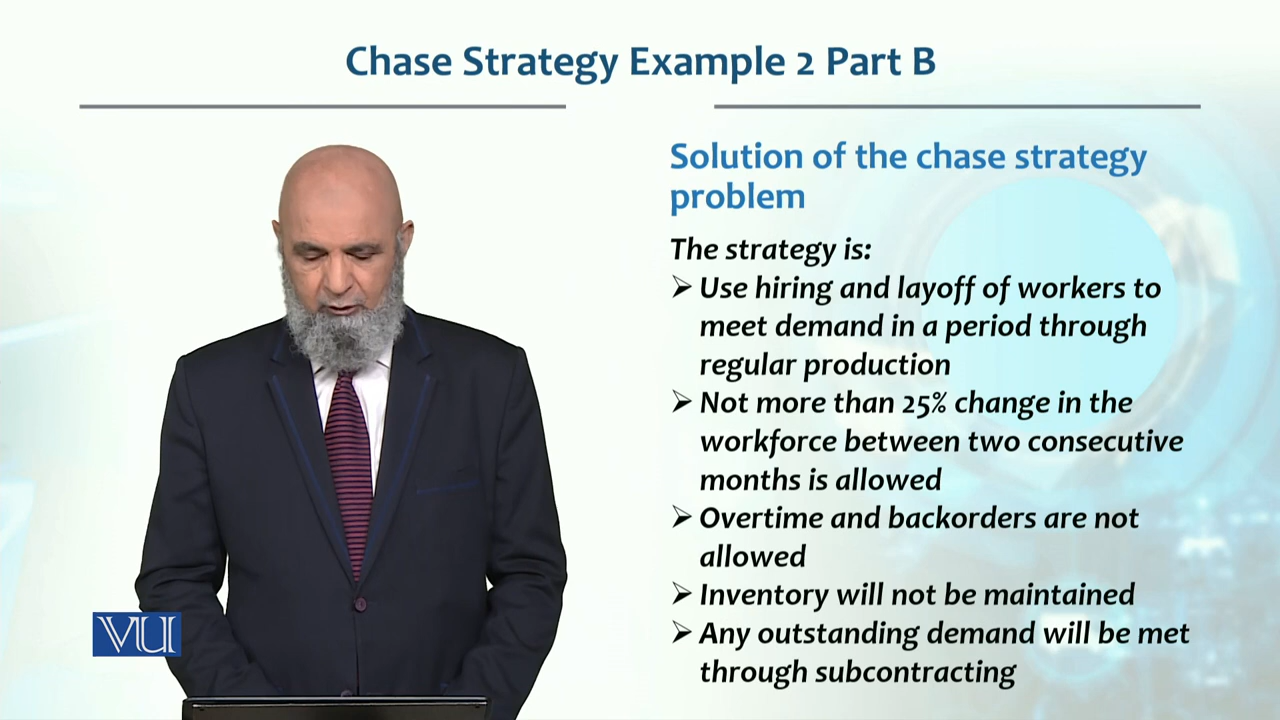 Chase Strategy Example 2 Part B
Solution of the chase strategy
problem
The strategy is:
➢ Use hiring and layoff of workers to
meet demand in a period through
regular production
➢ Not more than 25% change in the
workforce between two consecutive
months is allowed
➢ Overtime and backorders are not
allowed
➢ Inventory will not be maintained
➢ Any outstanding demand will be met
through subcontracting
VU